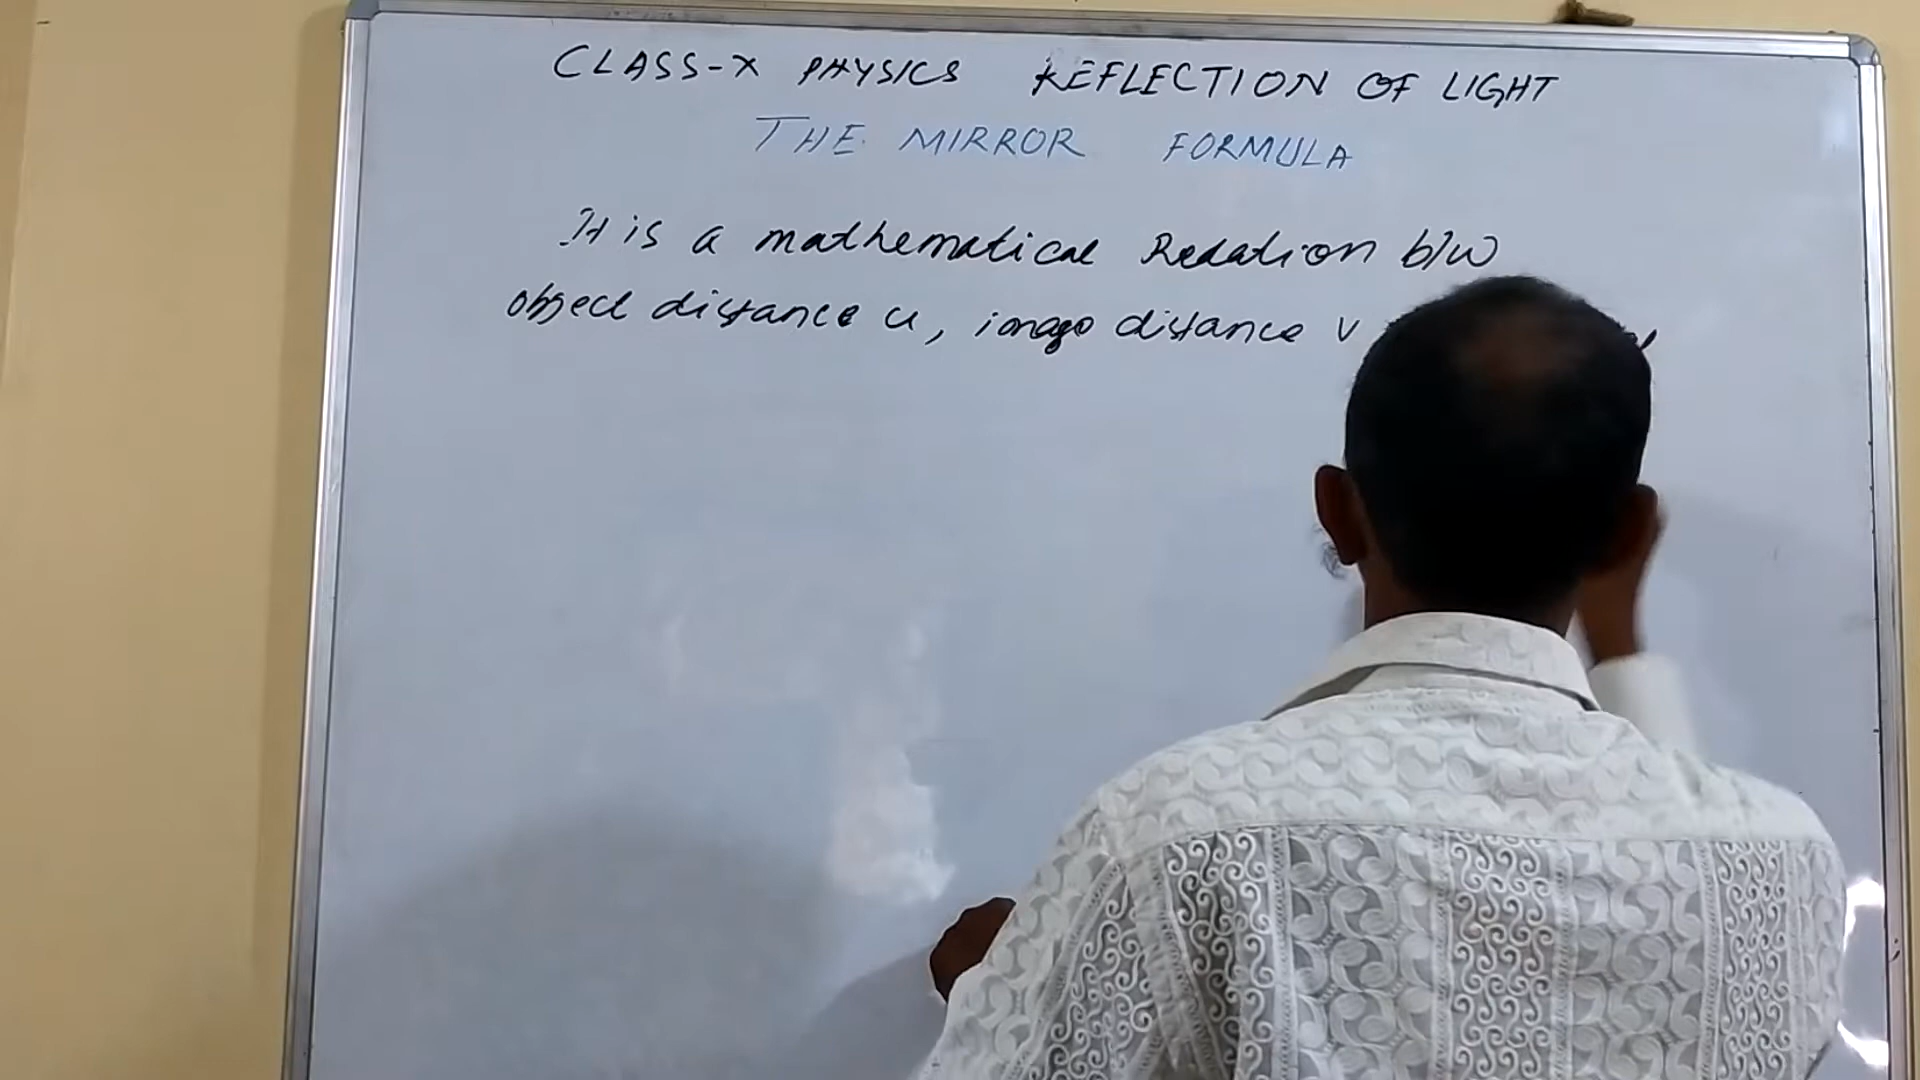 CLASS-X PHYSICS REFLECTION OF LIGHT
THE MIRROR FORMULA
It is a mathematical Relation b/w
object distance u, image distance v